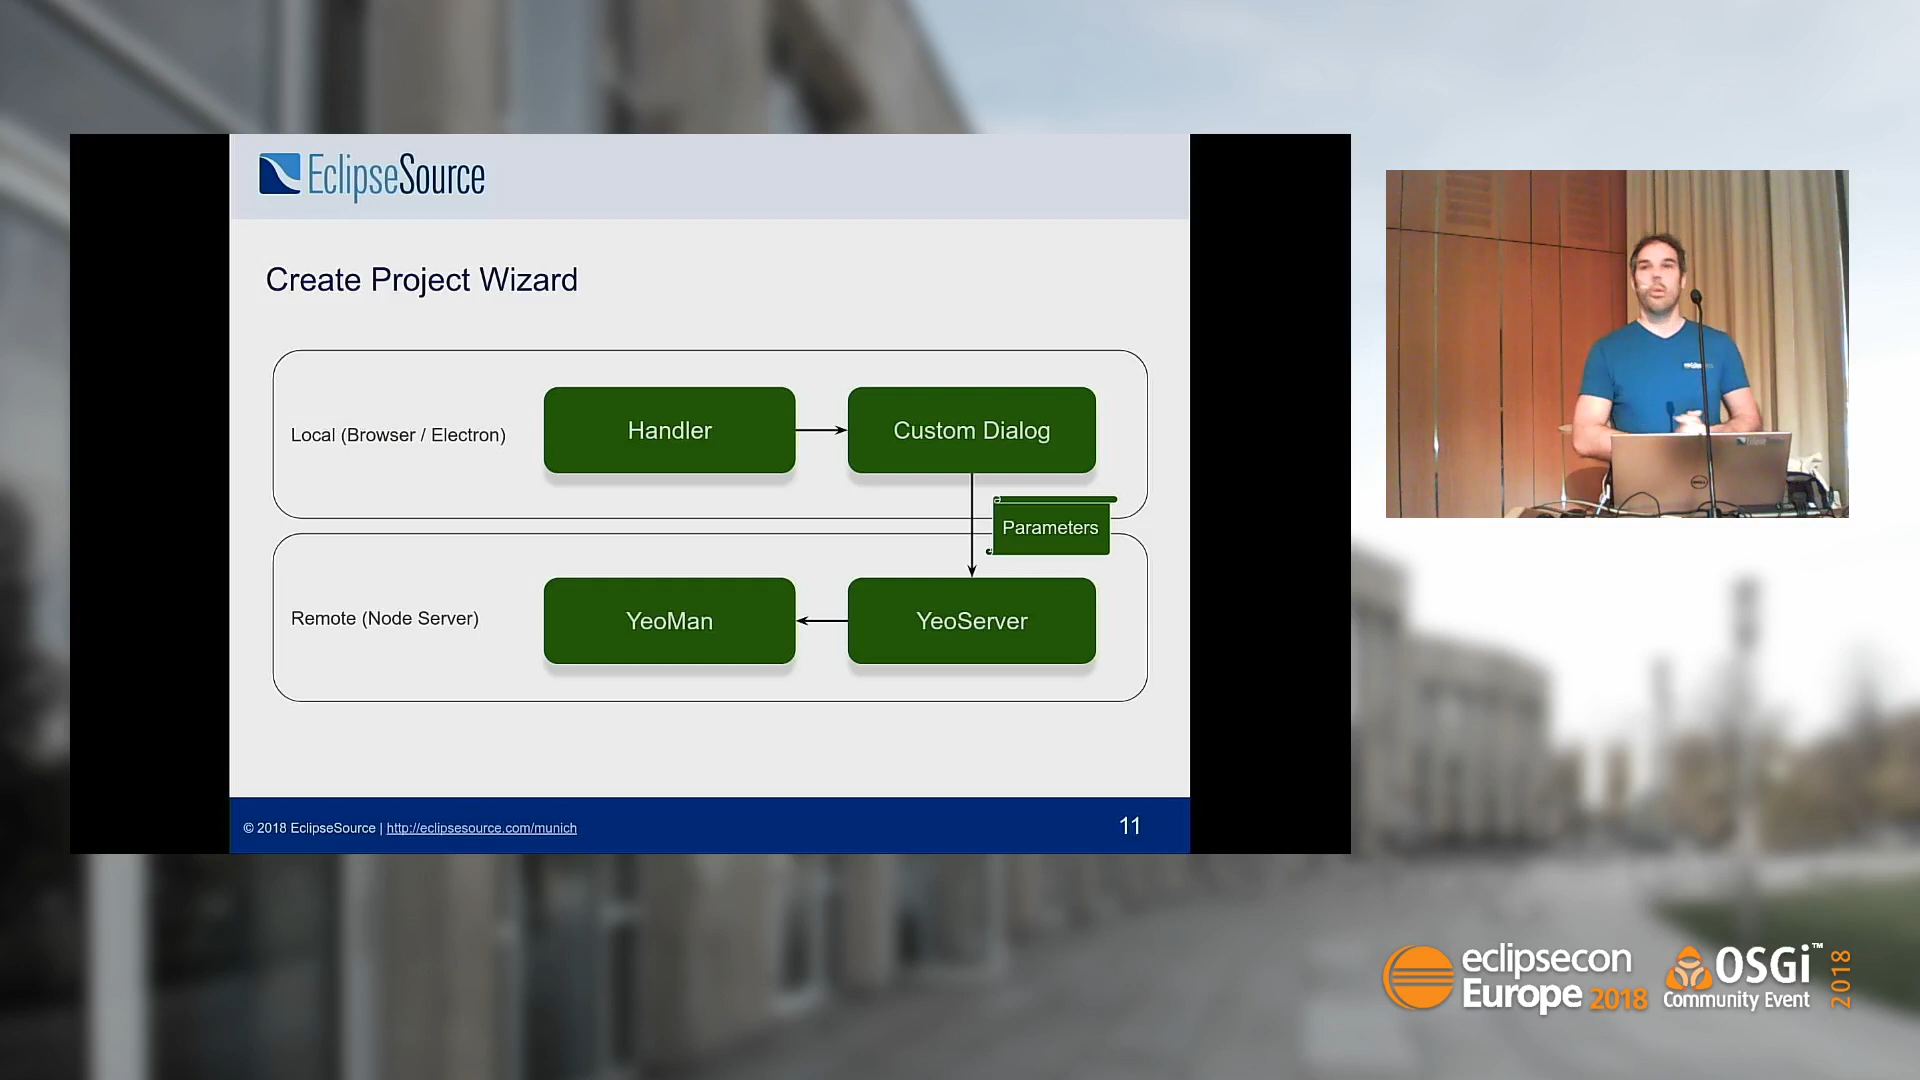 EclipseSource
Create Project Wizard
Local (Browser / Electron)
Handler
Custom Dialog
Parameters
Remote (Node Server)
YeoMan
YeoServer
© 2018 EclipseSource | http://eclipsesource.com/munich
11
eclipsecon
Europe 2018
OSGi™
Community Event
2018